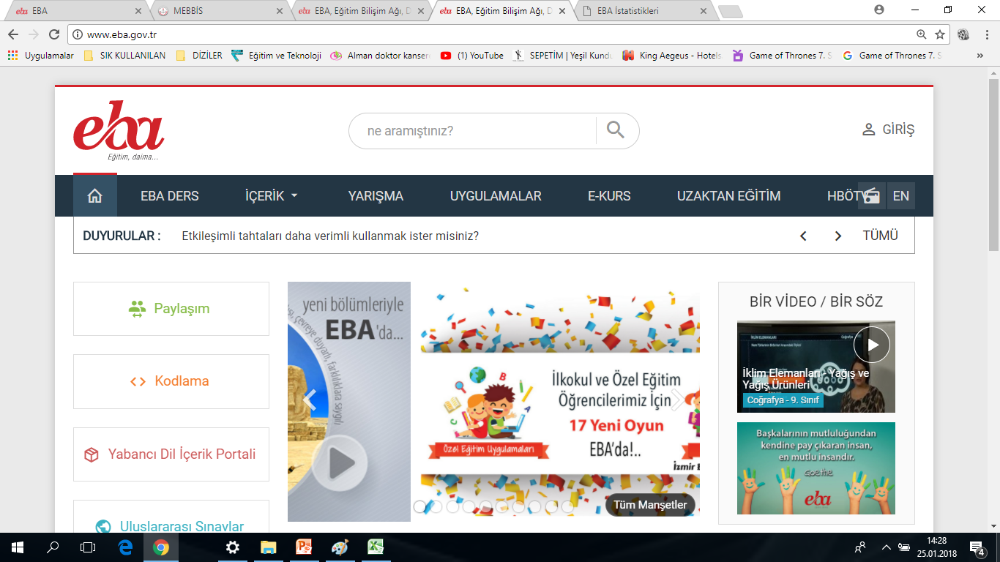 EBA
MEBBİS
EBA, Eğitim Bilişim Ağı, D
EBA, Eğitim Bilişim Ağı, D
EBA İstatistikleri
www.eba.gov.tr
Uygulamalar
SIK KULLANILAN
DİZİLER
Eğitim ve Teknoloji
Alman doktor kanser
(1) YouTube
SEPETİM | Yeşil Kund
King Aegeus - Hotels
Game of Thrones 7. S
Game of Thrones 7. S
eba
Eğitim, daima...
ne aramıştınız?
GİRİŞ
EBA DERS
İÇERİK
YARIŞMA
UYGULAMALAR
E-KURS
UZAKTAN EĞİTİM
HBÖTV
EN
DUYURULAR :
Etkileşimli tahtaları daha verimli kullanmak ister misiniz?
TÜMÜ
Paylaşım
Kodlama
Yabancı Dil İçerik Portali
Uluslararası Sınavlar
yeni bölümleriyle
EBA'da...
çevreye duyarlı, farklılıklara saygılı
İlkokul ve Özel Eğitim
Öğrencilerimiz İçin
17 Yeni Oyun
EBA'da!..
Özel Eğitim Uygulamaları
İzmir
Tüm Manşetler
BİR VİDEO / BİR SÖZ
İKLİM ELEMANLARI
Coğrafya
İklim Elemanları - Yağış ve
Yağış Ürünleri
Coğrafya - 9. Sınıf
Başkalarının mutluluğundan
kendine pay çıkaran insan,
en mutlu insandır.
Goethe
eba
14:28
25.01.2018
4